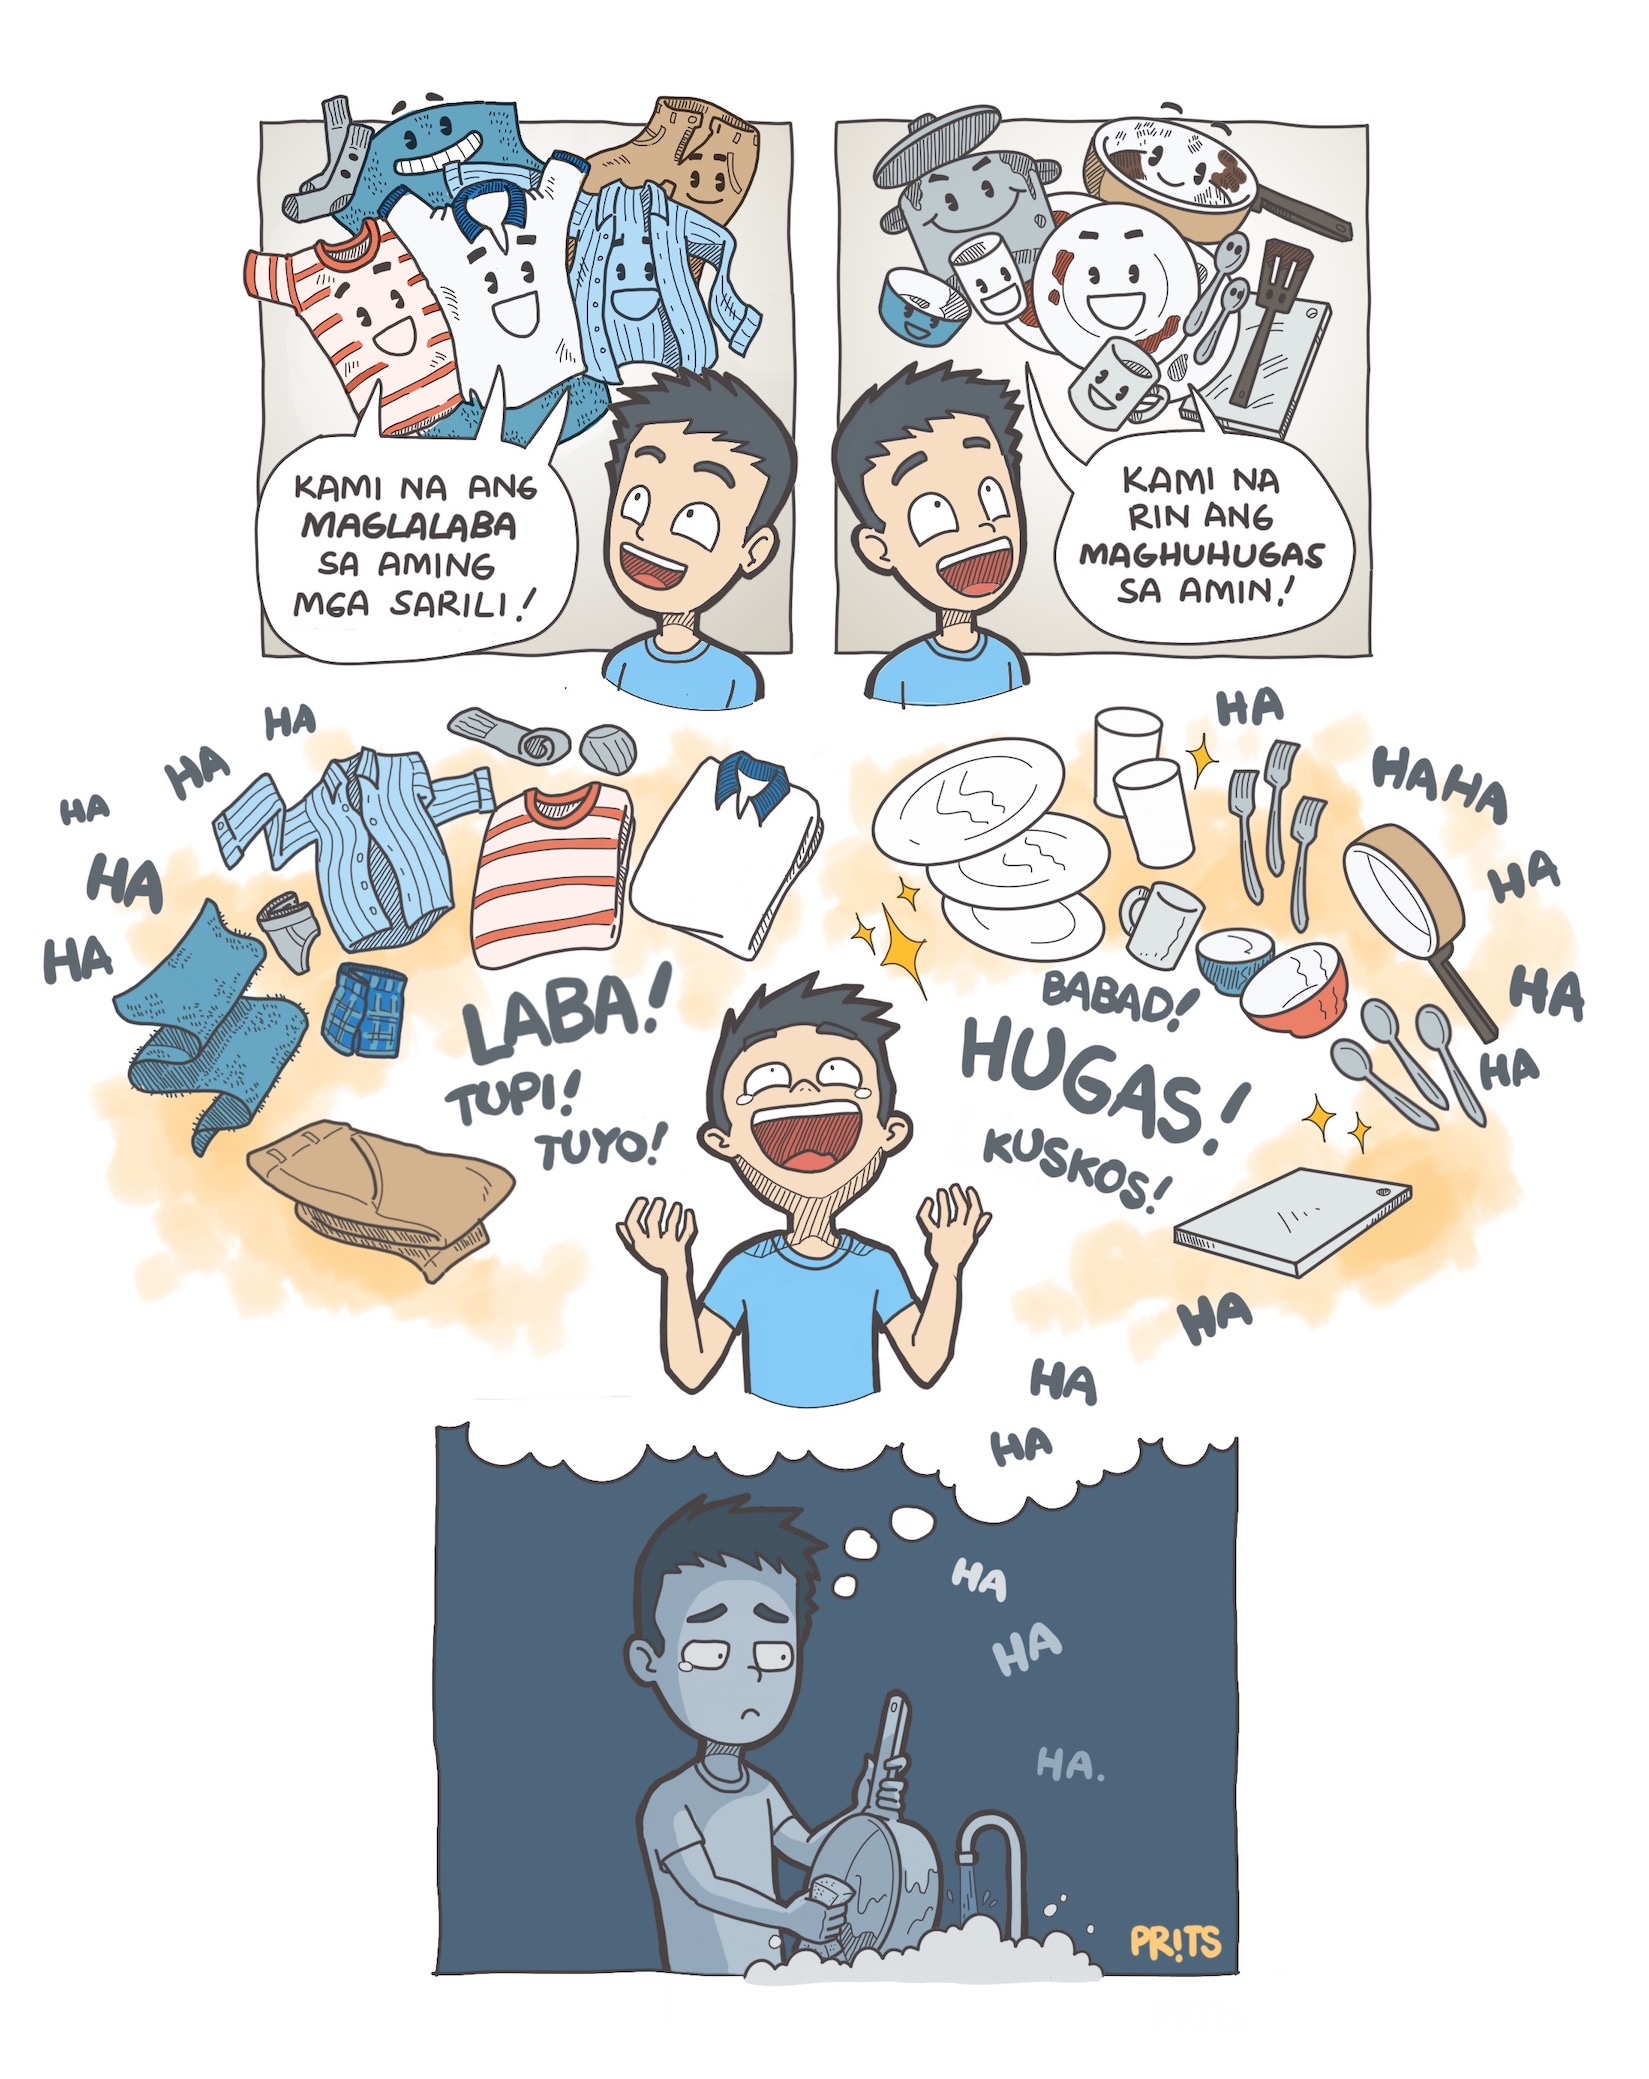 KAMI NA ANG
MAGLALABA
SA AMING
MGA SARILI!
KAMI NA
RIN ANG
MAGHUHUGAS
SA AMIN!
HA
HA
HA
HA
HA
LABA!
TUPI!
TUYO!
BABAD!
HUGAS!
KUSKOS!
HA
HAHA
HA
HA
HA
HA
HA
HA
HA
HA
HA.
PR!TS